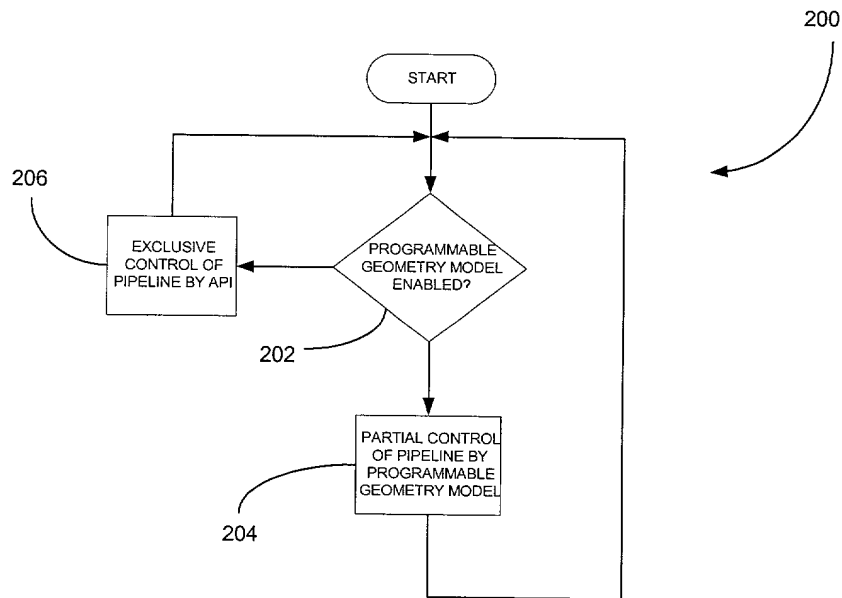 200
START
206
EXCLUSIVE
CONTROL OF
PIPELINE BY API
PROGRAMMABLE
GEOMETRY MODEL
ENABLED?
202
PARTIAL CONTROL
OF PIPELINE BY
PROGRAMMABLE
GEOMETRY MODEL
204